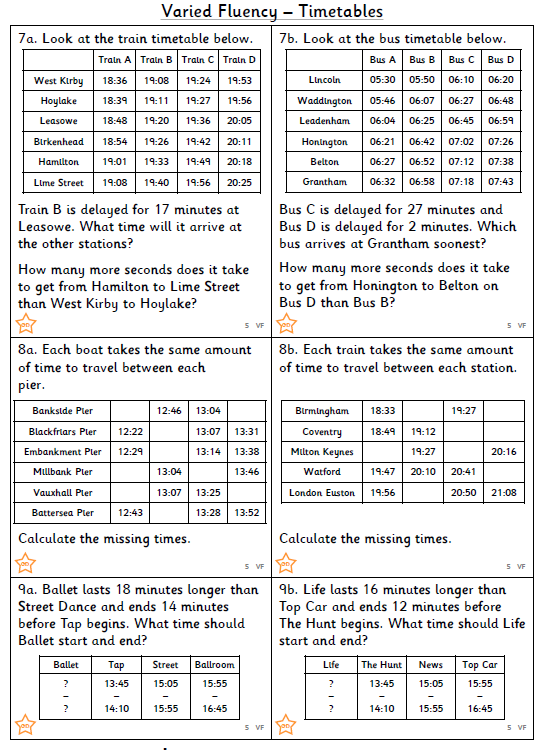 Varied Fluency – Timetables
7a. Look at the train timetable below.
Train A Train B Train C Train D
West Kirby 18:36 19:08 19:24 19:53
Hoylake 18:39 19:11 19:27 19:56
Leasowe 18:48 19:20 19:36 20:05
Birkenhead 18:54 19:26 19:42 20:11
Hamilton 19:01 19:33 19:49 20:18
Lime Street 19:08 19:40 19:56 20:25
Train B is delayed for 17 minutes at
Leasowe. What time will it arrive at
the other stations?
How many more seconds does it take
to get from Hamilton to Lime Street
than West Kirby to Hoylake?
GD
S VF
7b. Look at the bus timetable below.
Bus A Bus B Bus C Bus D
Lincoln 05:30 05:50 06:10 06:20
Waddington 05:46 06:07 06:27 06:48
Leadenham 06:04 06:25 06:45 06:59
Honington 06:21 06:42 07:02 07:26
Belton 06:27 06:52 07:12 07:38
Grantham 06:32 06:58 07:18 07:43
Bus C is delayed for 27 minutes and
Bus D is delayed for 2 minutes. Which
bus arrives at Grantham soonest?
How many more seconds does it take
to get from Honington to Belton on
Bus D than Bus B?
GD
S VF
8a. Each boat takes the same amount
of time to travel between each
pier.
Bankside Pier 12:46 13:04
Blackfriars Pier 12:22 13:07 13:31
Embankment Pier 12:29 13:14 13:38
Millbank Pier 13:04 13:46
Vauxhall Pier 13:07 13:25
Battersea Pier 12:43 13:28 13:52
Calculate the missing times.
GD
S VF
8b. Each train takes the same amount
of time to travel between each station.
Birmingham 18:33 19:27
Coventry 18:49 19:12
Milton Keynes 19:27 20:16
Watford 19:47 20:10 20:41
London Euston 19:56 20:50 21:08
Calculate the missing times.
GD
S VF
9a. Ballet lasts 18 minutes longer than
Street Dance and ends 14 minutes
before Tap begins. What time should
Ballet start and end?
Ballet Tap Street Ballroom
? 13:45 15:05 15:55
– – – –
? 14:10 15:55 16:45
GD
S VF
9b. Life lasts 16 minutes longer than
Top Car and ends 12 minutes before
The Hunt begins. What time should Life
start and end?
Life The Hunt News Top Car
? 13:45 15:05 15:55
– – – –
? 14:10 15:55 16:45
GD
S VF